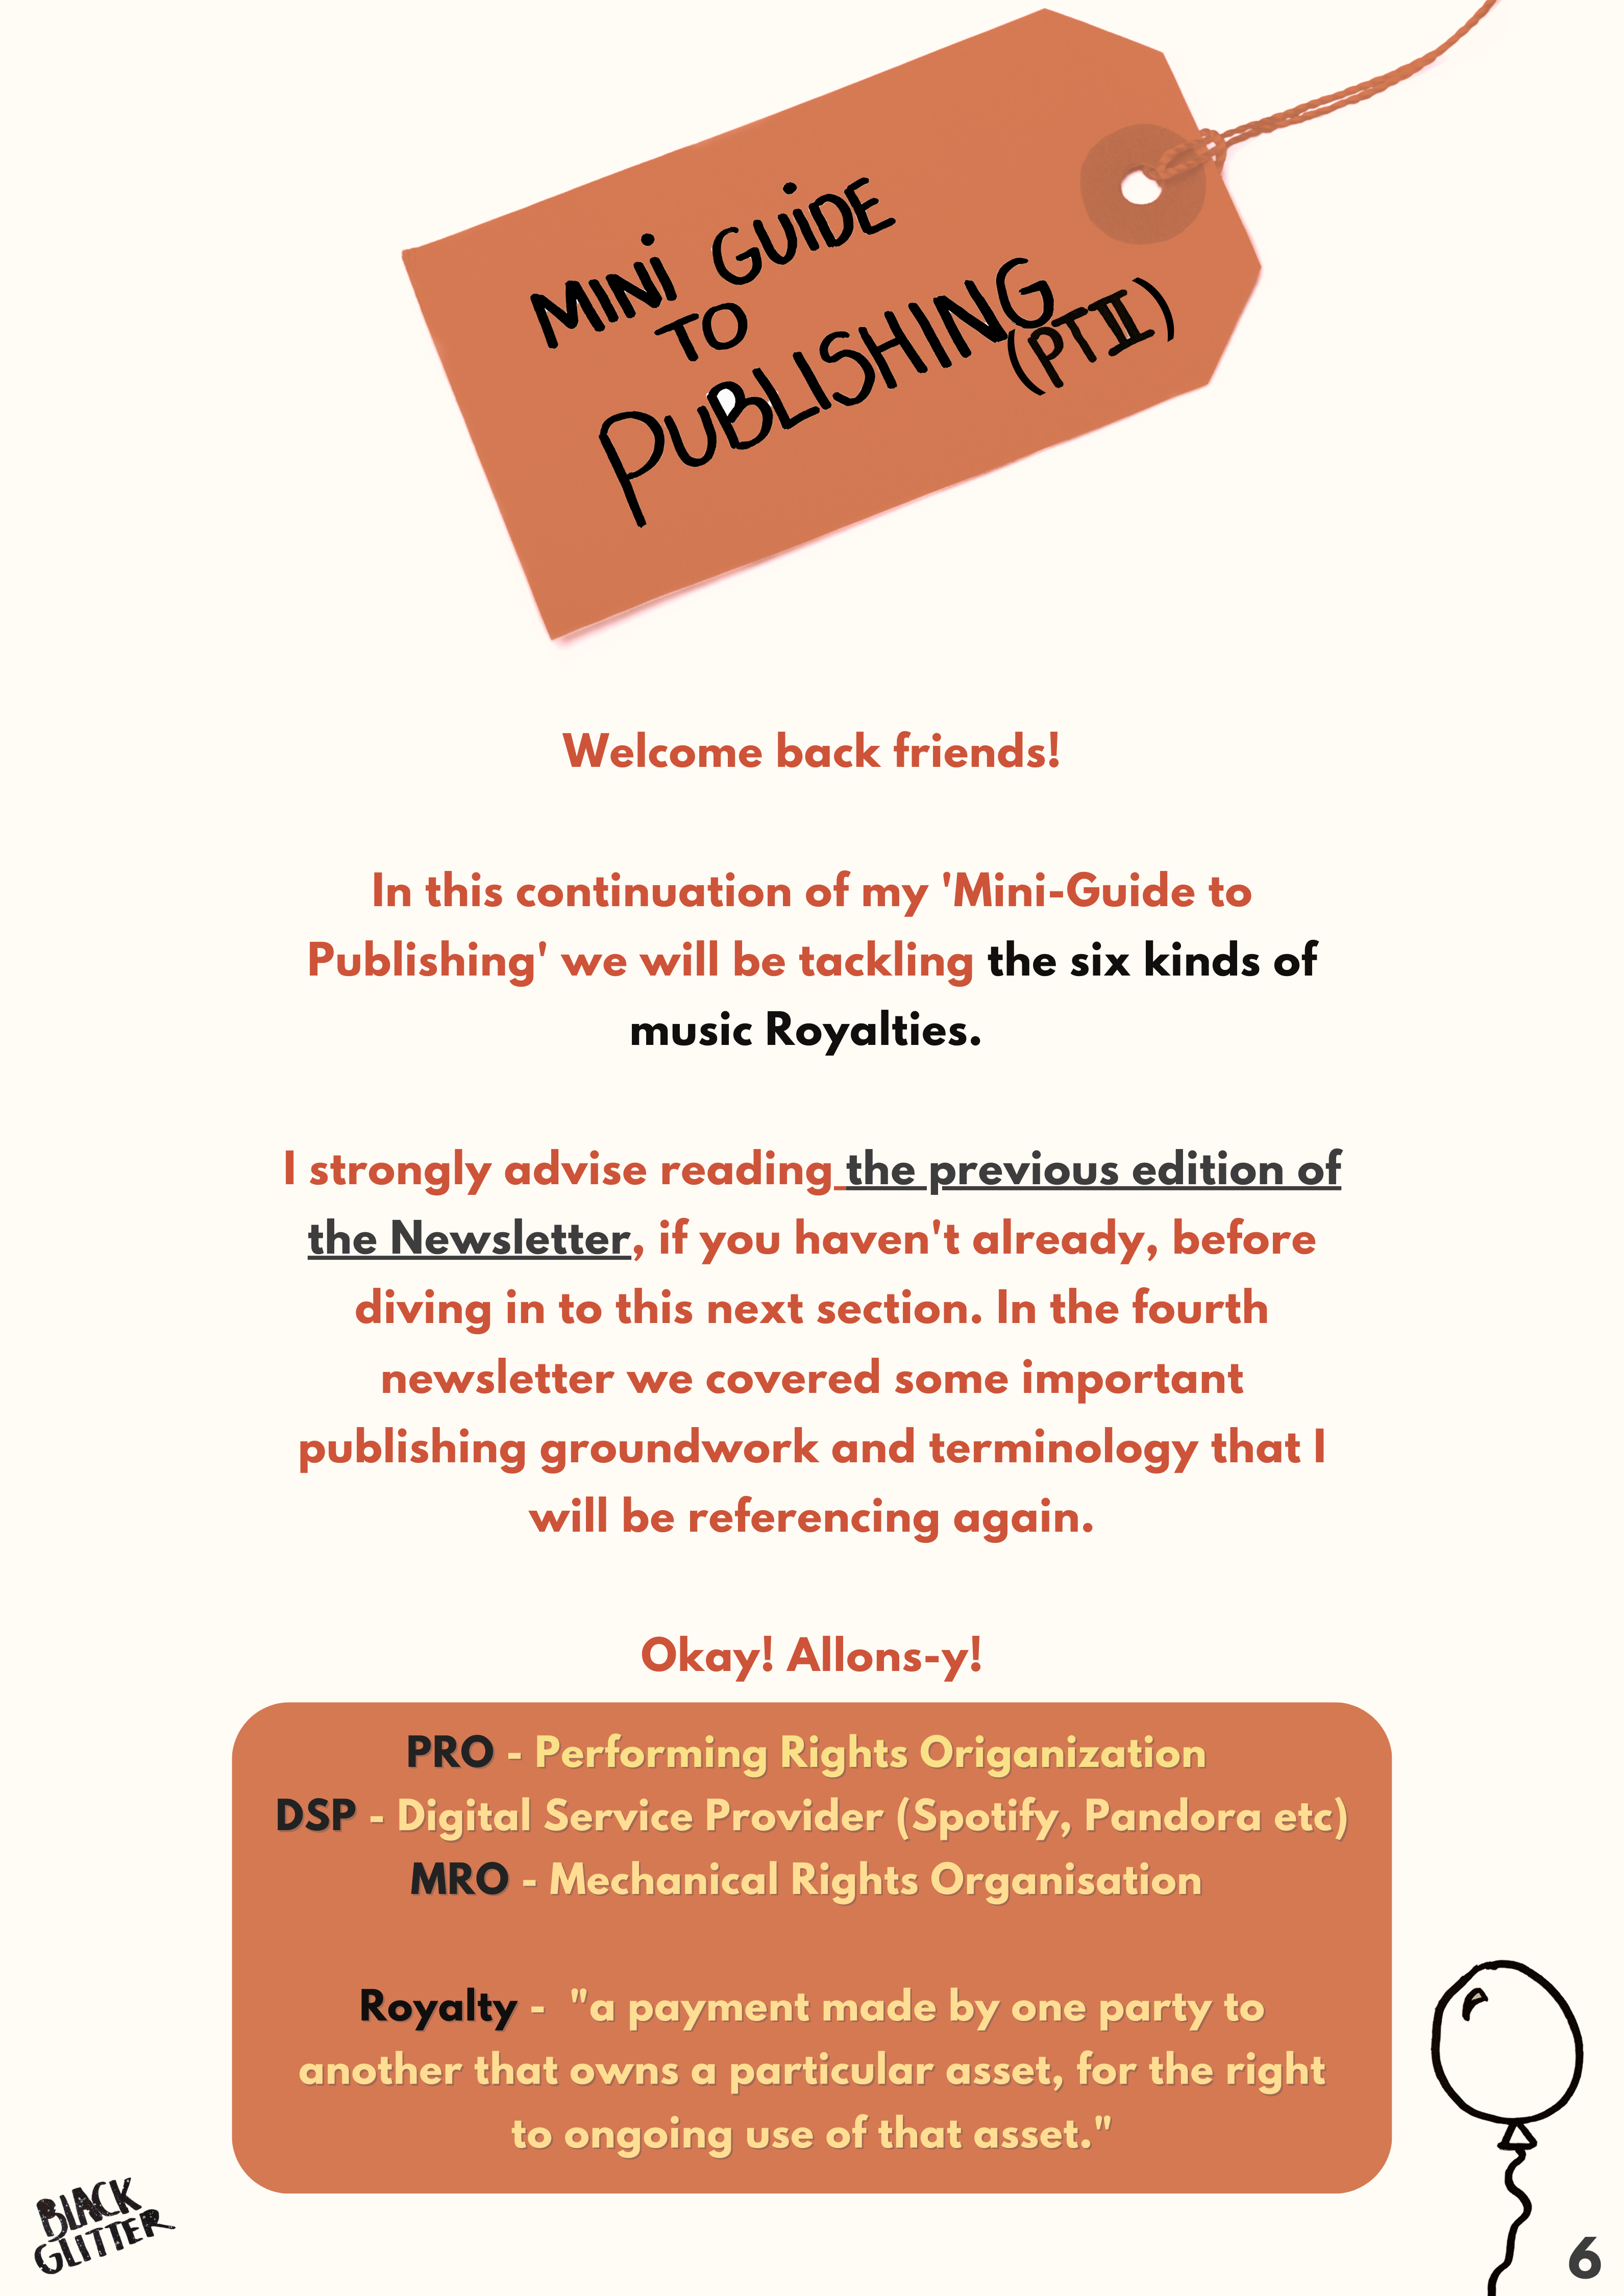 MINI GUIDE
TO
PUBLISHING
(PT II)
Welcome back friends!
In this continuation of my 'Mini-Guide to
Publishing' we will be tackling the six kinds of
music Royalties.
I strongly advise reading the previous edition of
the Newsletter, if you haven't already, before
diving in to this next section. In the fourth
newsletter we covered some important
publishing groundwork and terminology that I
will be referencing again.
Okay! Allons-y!
PRO - Performing Rights Origanization
DSP - Digital Service Provider (Spotify, Pandora etc)
MRO - Mechanical Rights Organisation
Royalty - "a payment made by one party to
another that owns a particular asset, for the right
to ongoing use of that asset."
BLACK
GLITTER
6